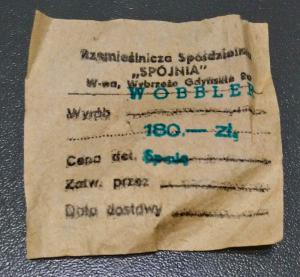 Rzemieślnicza Spółdzielnia
„SPÓJNIA"
W-wa, Wybrzeże Gdyńskie
WOBBLER
Wyrób
180,— zł,
Cena det.
Zatw. przez
Data dostawy